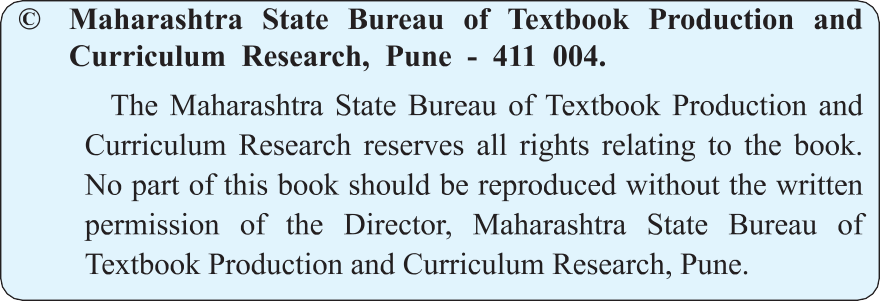 © Maharashtra State Bureau of Textbook Production and
Curriculum Research, Pune - 411 004.
The Maharashtra State Bureau of Textbook Production and
Curriculum Research reserves all rights relating to the book.
No part of this book should be reproduced without the written
permission of the Director, Maharashtra State Bureau of
Textbook Production and Curriculum Research, Pune.